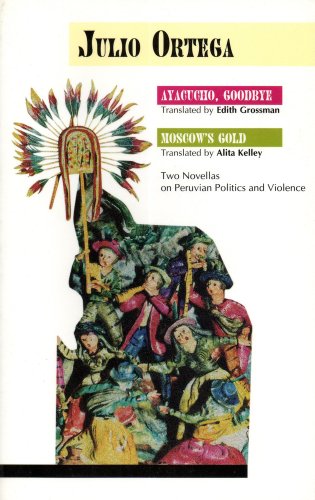 JULIO ORTEGA
AYACUCHO, GOODBYE
Translated by Edith Grossman
MOSCOW'S GOLD
Translated by Alita Kelley
Two Novellas
on Peruvian Politics and Violence